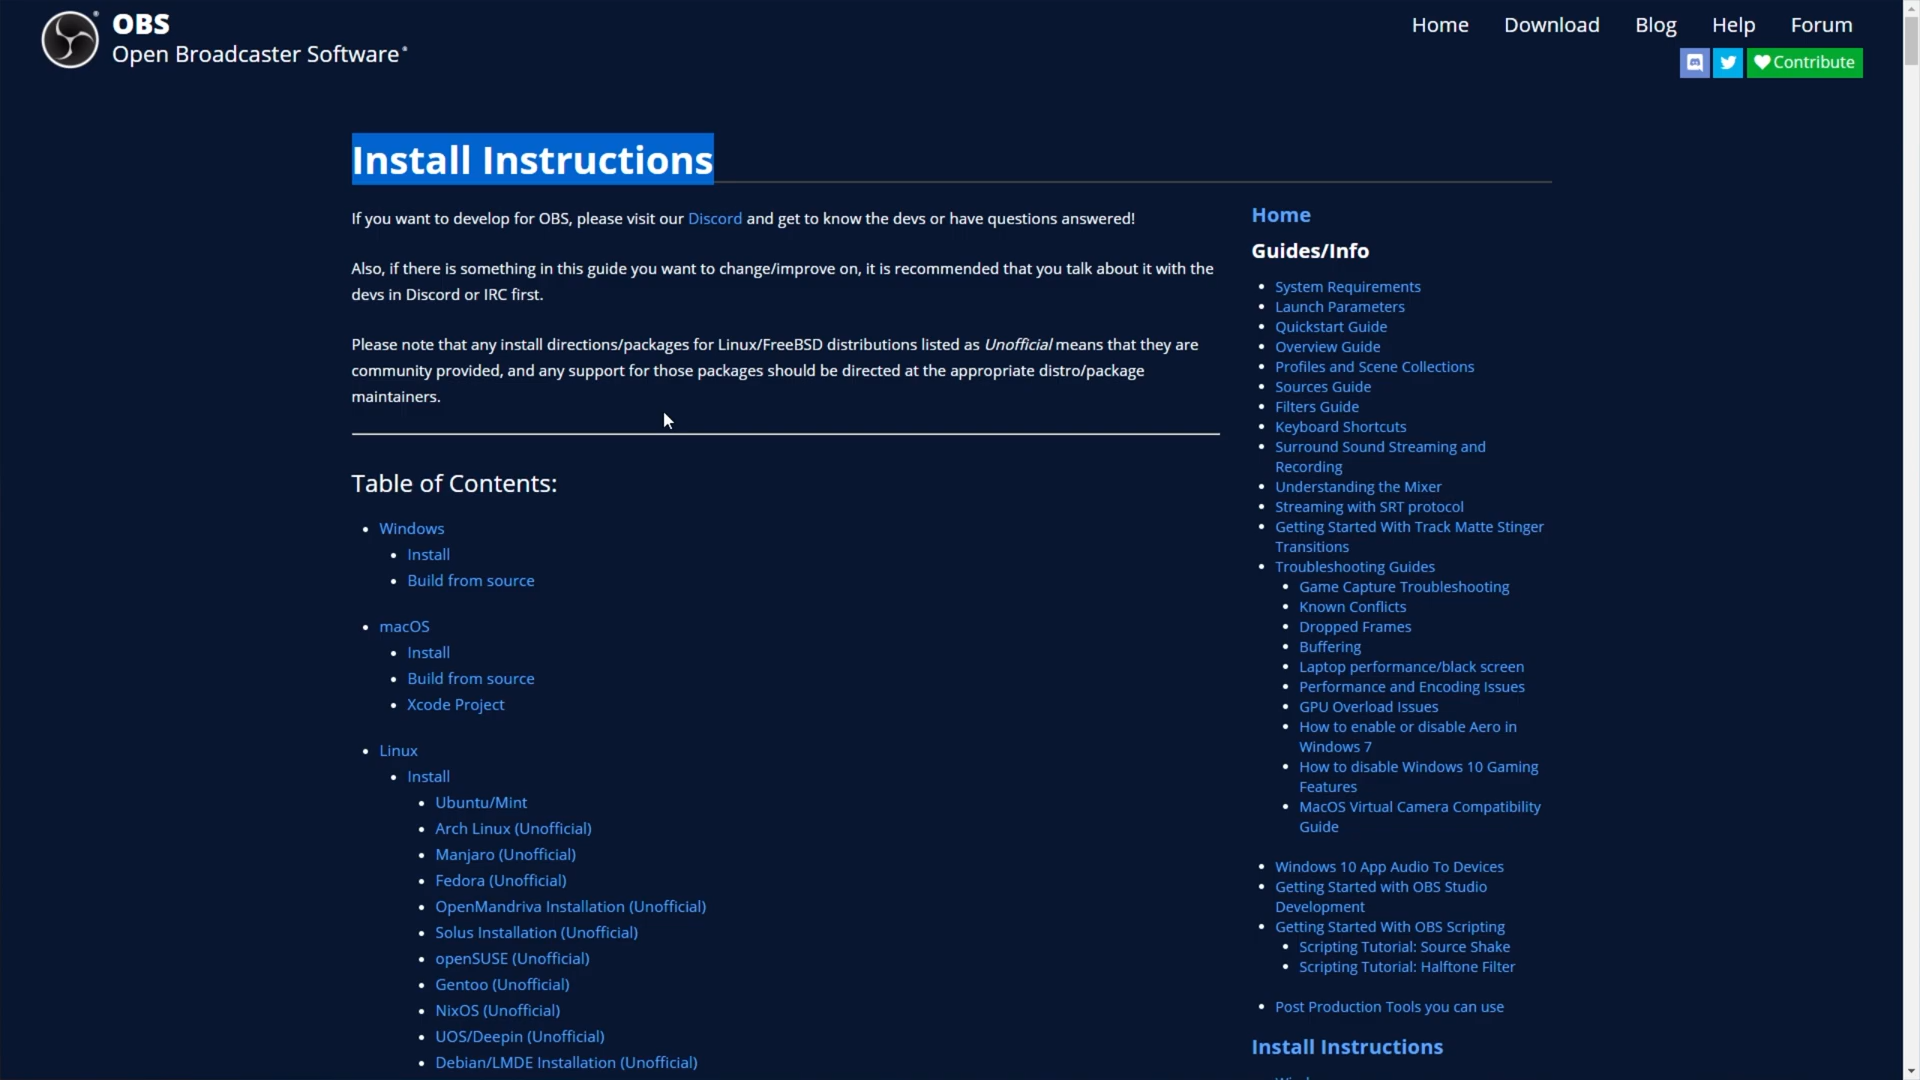 OBS
Open Broadcaster Software®
Home
Download
Blog
Help
Forum
Contribute
Install Instructions
If you want to develop for OBS, please visit our Discord and get to know the devs or have questions answered!
Also, if there is something in this guide you want to change/improve on, it is recommended that you talk about it with the
devs in Discord or IRC first.
Please note that any install directions/packages for Linux/FreeBSD distributions listed as Unofficial means that they are
community provided, and any support for those packages should be directed at the appropriate distro/package
maintainers.
Table of Contents:
Windows
Install
Build from source
macOS
Install
Build from source
Xcode Project
Linux
Install
Ubuntu/Mint
Arch Linux (Unofficial)
Manjaro (Unofficial)
Fedora (Unofficial)
OpenMandriva Installation (Unofficial)
Solus Installation (Unofficial)
openSUSE (Unofficial)
Gentoo (Unofficial)
NixOS (Unofficial)
UOS/Deepin (Unofficial)
Debian/LMDE Installation (Unofficial)
Home
Guides/Info
System Requirements
Launch Parameters
Quickstart Guide
Overview Guide
Profiles and Scene Collections
Sources Guide
Filters Guide
Keyboard Shortcuts
Surround Sound Streaming and
Recording
Understanding the Mixer
Streaming with SRT protocol
Getting Started With Track Matte Stinger
Transitions
Troubleshooting Guides
Game Capture Troubleshooting
Known Conflicts
Dropped Frames
Buffering
Laptop performance/black screen
Performance and Encoding Issues
GPU Overload Issues
How to enable or disable Aero in
Windows 7
How to disable Windows 10 Gaming
Features
MacOS Virtual Camera Compatibility
Guide
Windows 10 App Audio To Devices
Getting Started with OBS Studio
Development
Getting Started With OBS Scripting
Scripting Tutorial: Source Shake
Scripting Tutorial: Halftone Filter
Post Production Tools you can use
Install Instructions